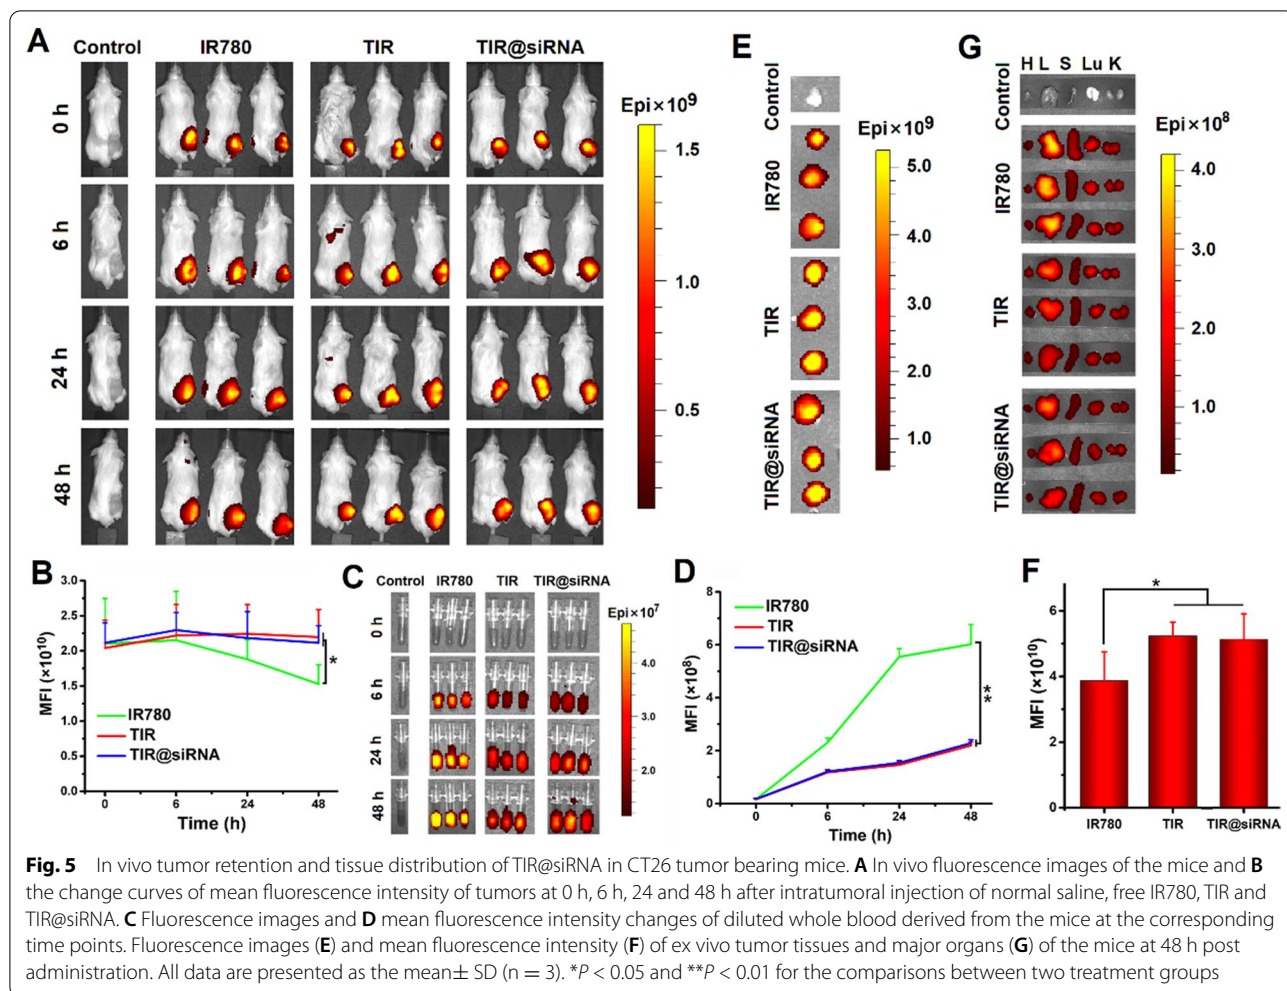 A
Control
IR780
TIR
TIR@siRNA
0 h
6 h
24 h
48 h
Epi×10⁹
1.5
1.0
0.5
E
Control
IR780
TIR
TIR@siRNA
Epi×10⁹
5.0
4.0
3.0
2.0
1.0
G
H L S Lu K
Control
IR780
TIR
TIR@siRNA
Epi×10⁸
4.0
3.0
2.0
1.0
B
MFI (×10¹⁰)
3.0
2.5
2.0
1.5
1.0
0.5
0.0
*
IR780
TIR
TIR@siRNA
0 6 24 48
Time (h)
C
Control IR780 TIR TIR@siRNA
0 h
6 h
24 h
48 h
Epi×10⁷
4.0
3.0
2.0
D
MFI (×10⁸)
8
6
4
2
0
IR780
TIR
TIR@siRNA
**
0 6 24 48
Time (h)
F
MFI (×10¹⁰)
6
4
2
0
*
IR780 TIR TIR@siRNA
Fig. 5 In vivo tumor retention and tissue distribution of TIR@siRNA in CT26 tumor bearing mice. A In vivo fluorescence images of the mice and B
the change curves of mean fluorescence intensity of tumors at 0 h, 6 h, 24 and 48 h after intratumoral injection of normal saline, free IR780, TIR and
TIR@siRNA. C Fluorescence images and D mean fluorescence intensity changes of diluted whole blood derived from the mice at the corresponding
time points. Fluorescence images (E) and mean fluorescence intensity (F) of ex vivo tumor tissues and major organs (G) of the mice at 48 h post
administration. All data are presented as the mean± SD (n = 3). *P < 0.05 and **P < 0.01 for the comparisons between two treatment groups